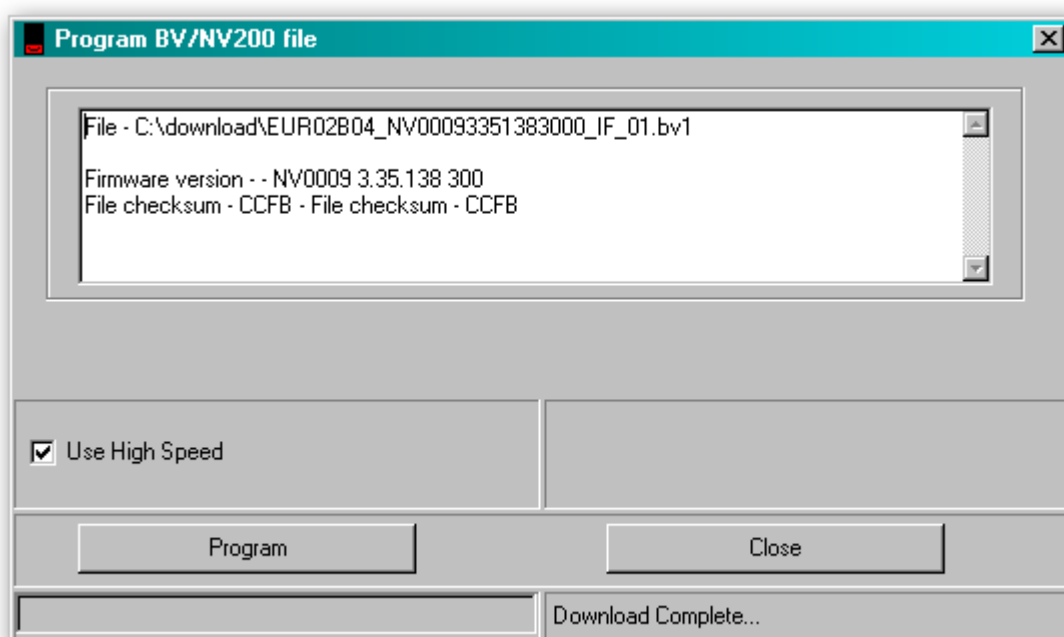 Program BV/NV200 file
File - C:\download\EUR02B04_NV00093351383000_IF_01.bv1
Firmware version - - NV0009 3.35.138 300
File checksum - CCFB - File checksum - CCFB
Use High Speed
Program
Close
Download Complete...